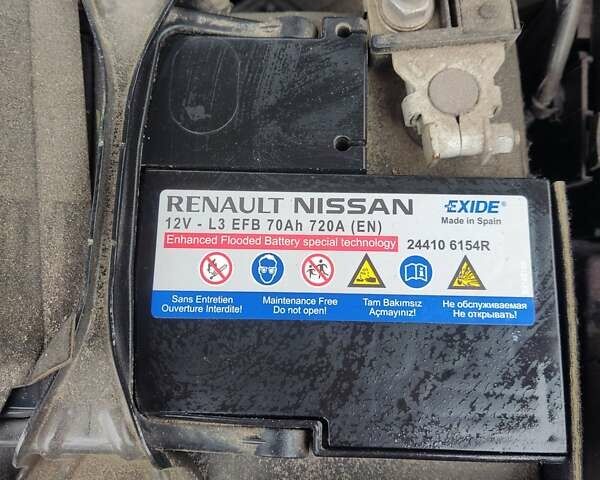 RENAULT NISSAN
EXIDE
Made in Spain
12V - L3 EFB 70Ah 720A (EN)
Enhanced Flooded Battery special technology
24410 6154R
Sans Entretien
Ouverture Interdite!
Maintenance Free
Do not open!
Tam Bakımsız
Açmayınız!
Не обслуживаемая
Не открывать!